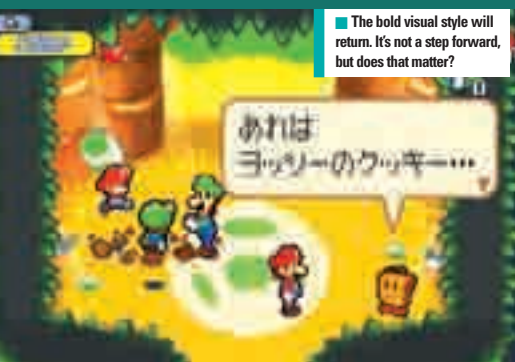 The bold visual style will
return. It's not a step forward,
but does that matter?
あれは
ヨッシーのクッキー…